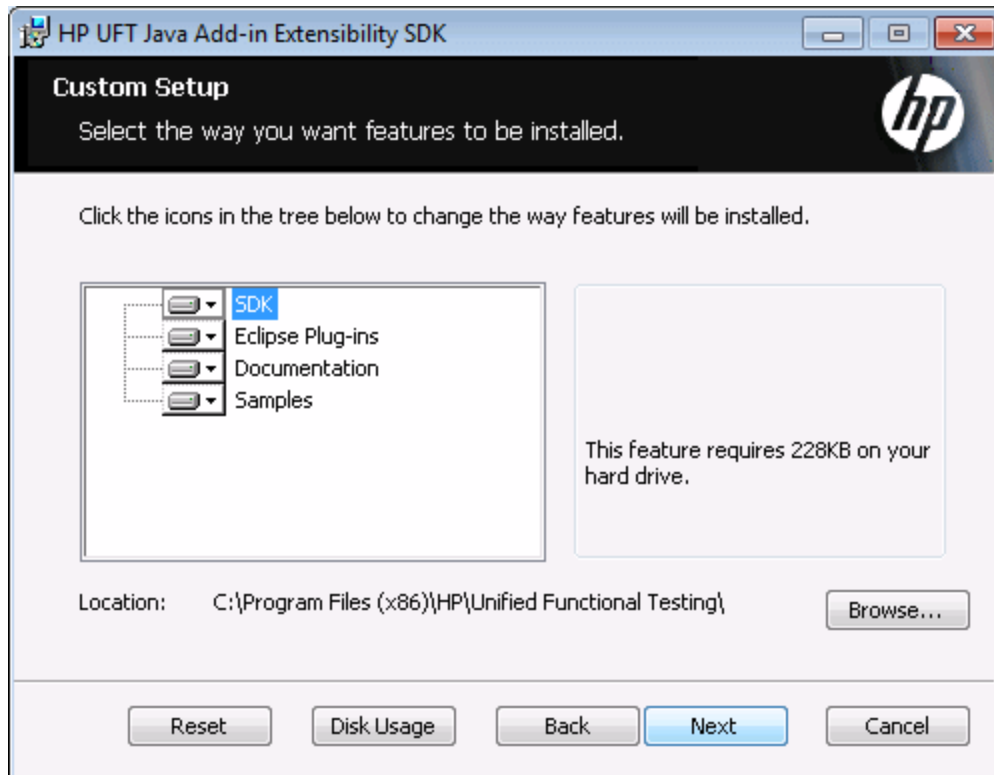 HP UFT Java Add-in Extensibility SDK
Custom Setup
Select the way you want features to be installed.
hp
Click the icons in the tree below to change the way features will be installed.
SDK
Eclipse Plug-ins
Documentation
Samples
This feature requires 228KB on your
hard drive.
Location: C:\Program Files (x86)\HP\Unified Functional Testing\
Browse...
Reset Disk Usage Back Next Cancel